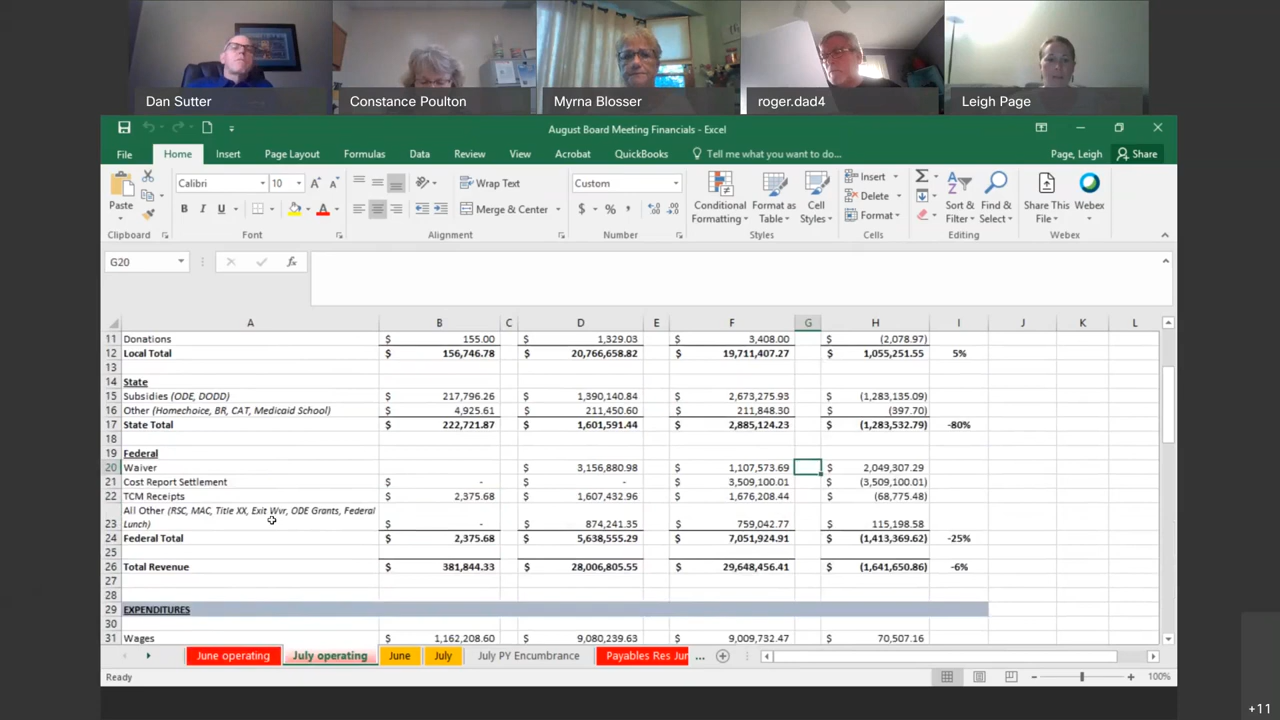 Dan Sutter
Constance Poulton
Myrna Blosser
roger.dad4
Leigh Page
August Board Meeting Financials - Excel
File Home Insert Page Layout Formulas Data Review View Acrobat QuickBooks Tell me what you want to do... Page, Leigh Share
Paste
Clipboard
Calibri 10
B I U
Font
Wrap Text
Merge & Center
Alignment
Custom
$ % ,
Number
Conditional Formatting
Format as Table
Cell Styles
Styles
Insert
Delete
Format
Cells
Sort & Filter
Find & Select
Editing
Share This File
Webex
Webex
G20 fx
A B C D E F G H I J K L
11 Donations $ 155.00 $ 1,329.03 $ 3,408.00 $ (2,078.97)
12 Local Total $ 156,746.78 $ 20,766,658.82 $ 19,711,407.27 $ 1,055,251.55 5%
13
14 State
15 Subsidies (ODE, DODD) $ 217,796.26 $ 1,390,140.84 $ 2,673,275.93 $ (1,283,135.09)
16 Other (Homechoice, BR, CAT, Medicaid School) $ 4,925.61 $ 211,450.60 $ 211,848.30 $ (397.70)
17 State Total $ 222,721.87 $ 1,601,591.44 $ 2,885,124.23 $ (1,283,532.79) -80%
18
19 Federal
20 Waiver $ 3,156,880.98 $ 1,107,573.69 $ 2,049,307.29
21 Cost Report Settlement $ - $ - $ 3,509,100.01 $ (3,509,100.01)
22 TCM Receipts $ 2,375.68 $ 1,607,432.96 $ 1,676,208.44 $ (68,775.48)
All Other (RSC, MAC, Title XX, Exit Wvr, ODE Grants, Federal
23 Lunch) $ - $ 874,241.35 $ 759,042.77 $ 115,198.58
24 Federal Total $ 2,375.68 $ 5,638,555.29 $ 7,051,924.91 $ (1,413,369.62) -25%
25
26 Total Revenue $ 381,844.33 $ 28,006,805.55 $ 29,648,456.41 $ (1,641,650.86) -6%
27
28
29 EXPENDITURES
30
31 Wages $ 1,162,208.60 $ 9,080,239.63 $ 9,009,732.47 $ 70,507.16
June operating July operating June July July PY Encumbrance Payables Res Jun ...
Ready 100%
+11